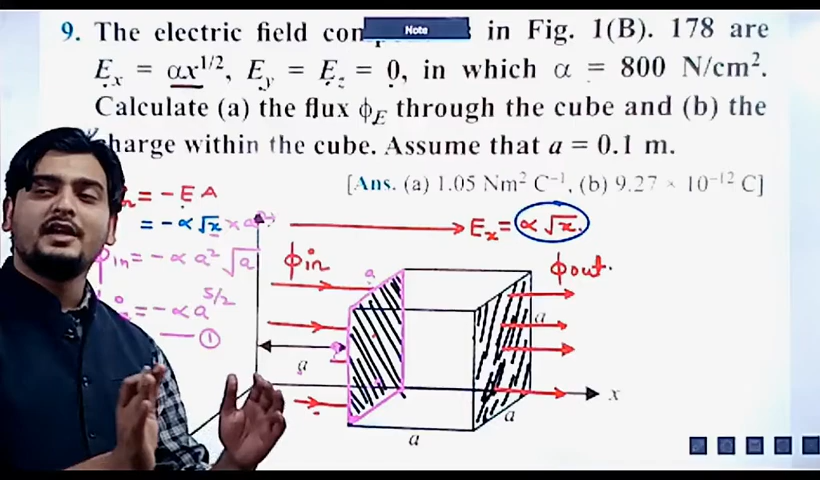 9. The electric field com Note in Fig. 1(B). 178 are
Eₓ = αx^1/2, E_y = E_z = 0, in which α = 800 N/cm².
Calculate (a) the flux ϕ_E through the cube and (b) the
charge within the cube. Assume that a = 0.1 m.
[Ans. (a) 1.05 Nm² C⁻¹, (b) 9.27 × 10⁻¹² C]
= − E A
= − α √x × a
Eₓ = α √x.
ϕin = − α a² √a
ϕin
a
ϕout.
= − α a^5/2
①
a
a
x
a
a